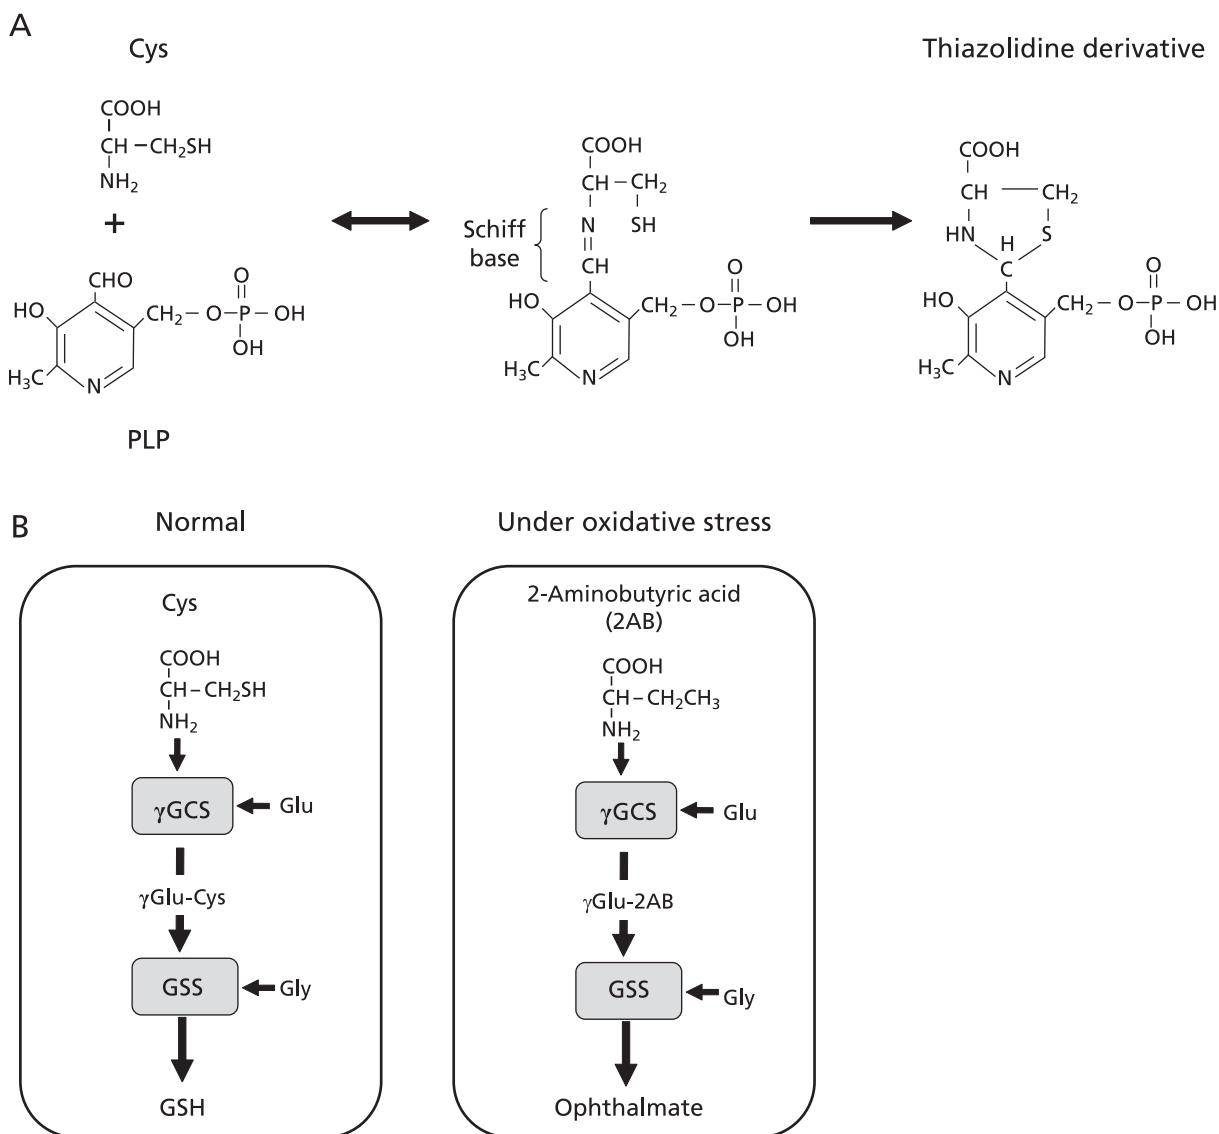 A
Cys
Thiazolidine derivative
COOH
CH – CH₂SH
NH₂
+
CHO
HO
CH₂ – O – P – OH
O
OH
H₃C
N
PLP
COOH
CH – CH₂
N
SH
Schiff
base
CH
HO
CH₂ – O – P – OH
O
OH
H₃C
N
COOH
CH — CH₂
HN
H
S
C
HO
CH₂ – O – P – OH
O
OH
H₃C
N
B
Normal
Under oxidative stress
Cys
COOH
CH – CH₂SH
NH₂
γGCS
Glu
γGlu-Cys
GSS
Gly
GSH
2-Aminobutyric acid
(2AB)
COOH
CH – CH₂CH₃
NH₂
γGCS
Glu
γGlu-2AB
GSS
Gly
Ophthalmate